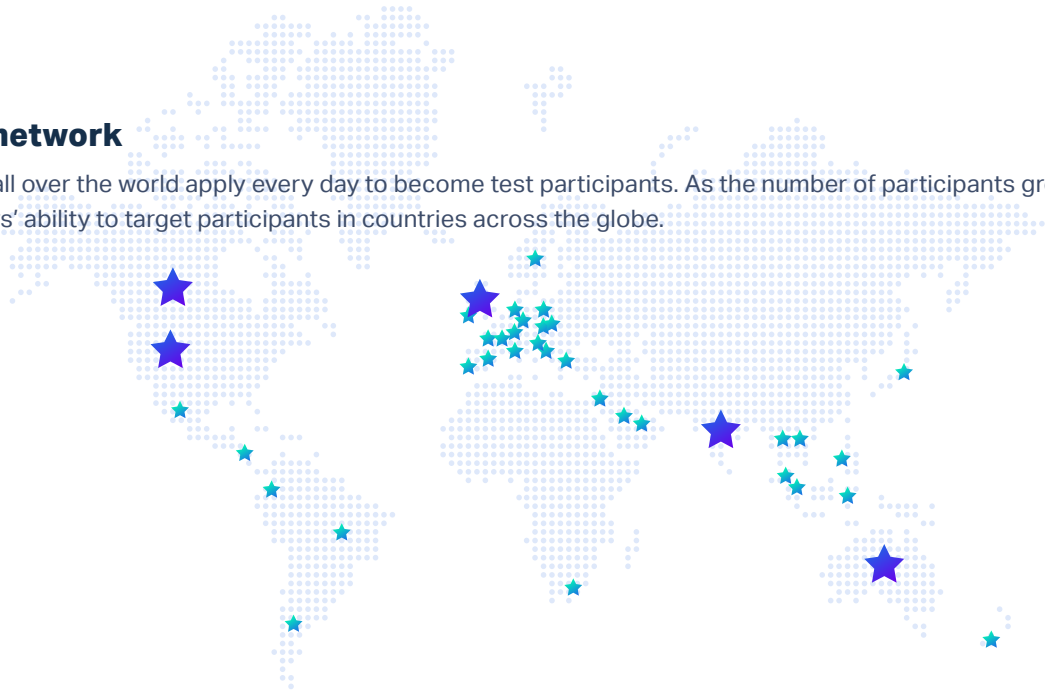 network
all over the world apply every day to become test participants. As the number of participants gr
s’ ability to target participants in countries across the globe.